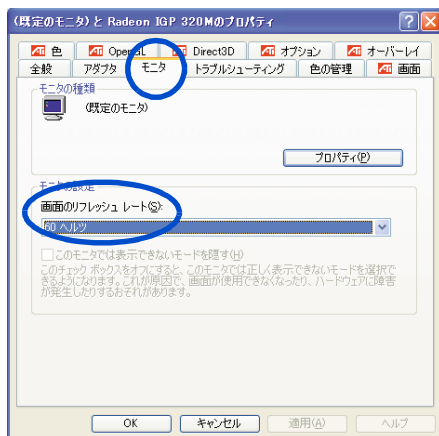 (既定のモニタ) と Radeon IGP 320Mのプロパティ
色 OpenGL Direct3D オプション オーバーレイ
全般 アダプタ モニタ トラブルシューティング 色の管理 画面
モニタの種類
(既定のモニタ)
プロパティ(P)
モニタの設定
画面のリフレッシュ レート(S):
60 ヘルツ
このモニタでは表示できないモードを隠す(H)
このチェック ボックスをオフにすると、このモニタでは正しく表示できないモードを選択で
きるようになります。これが原因で、画面が使用できなくなったり、ハードウェアに障害
が発生したりするおそれがあります。
OK キャンセル 適用(A) ヘルプ